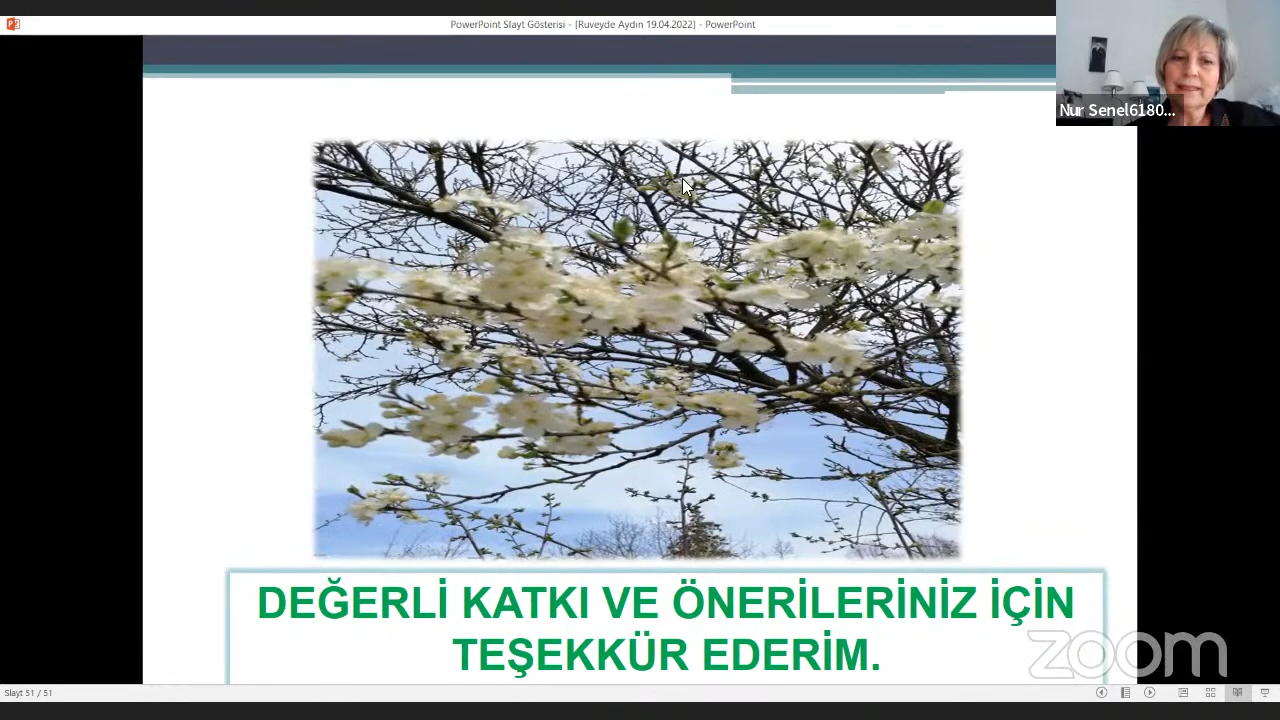 PowerPoint Slayt Gösterisi - [Ruveyde Aydın 19.04.2022] - PowerPoint
Nur Senel6180...
DEĞERLİ KATKI VE ÖNERİLERİNİZ İÇİN
TEŞEKKÜR EDERİM.
zoom
Slayt 51 / 51